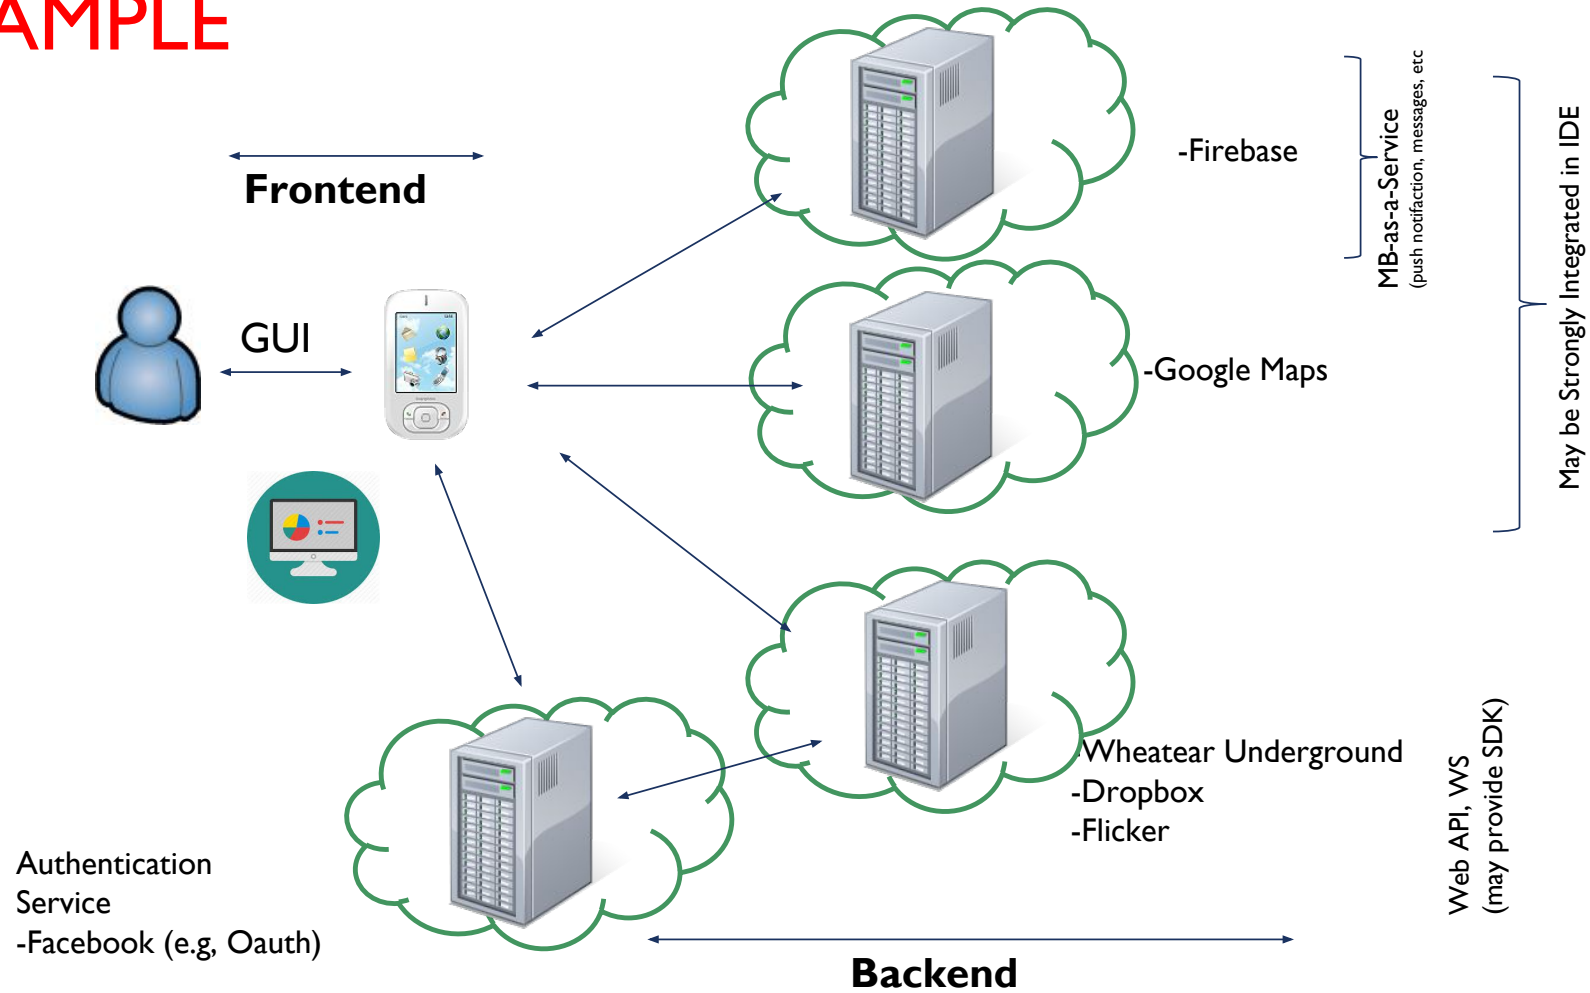 AMPLE
Frontend
GUI
-Firebase
MB-as-a-Service
(push notifaction, messages, etc
-Google Maps
May be Strongly Integrated in IDE
-Wheatear Underground
-Dropbox
-Flicker
Web API, WS
(may provide SDK)
Authentication
Service
-Facebook (e.g, Oauth)
Backend